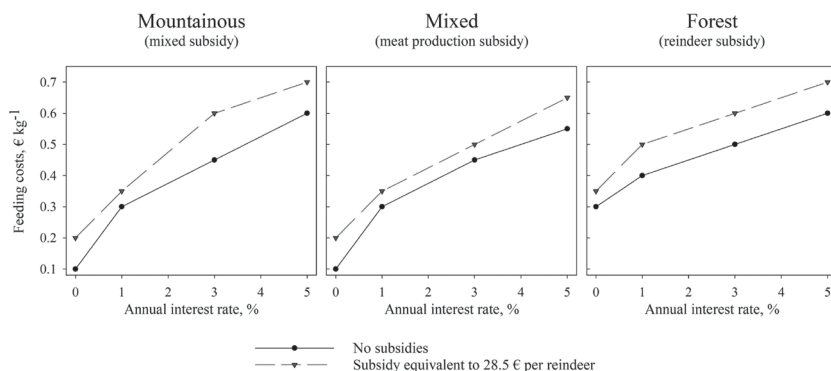 Mountainous
(mixed subsidy)
Mixed
(meat production subsidy)
Forest
(reindeer subsidy)
Feeding costs, € kg⁻¹
0.7
0.6
0.5
0.4
0.3
0.2
0.1
0 1 2 3 4 5
0 1 2 3 4 5
0 1 2 3 4 5
Annual interest rate, %
Annual interest rate, %
Annual interest rate, %
No subsidies
Subsidy equivalent to 28.5 € per reindeer